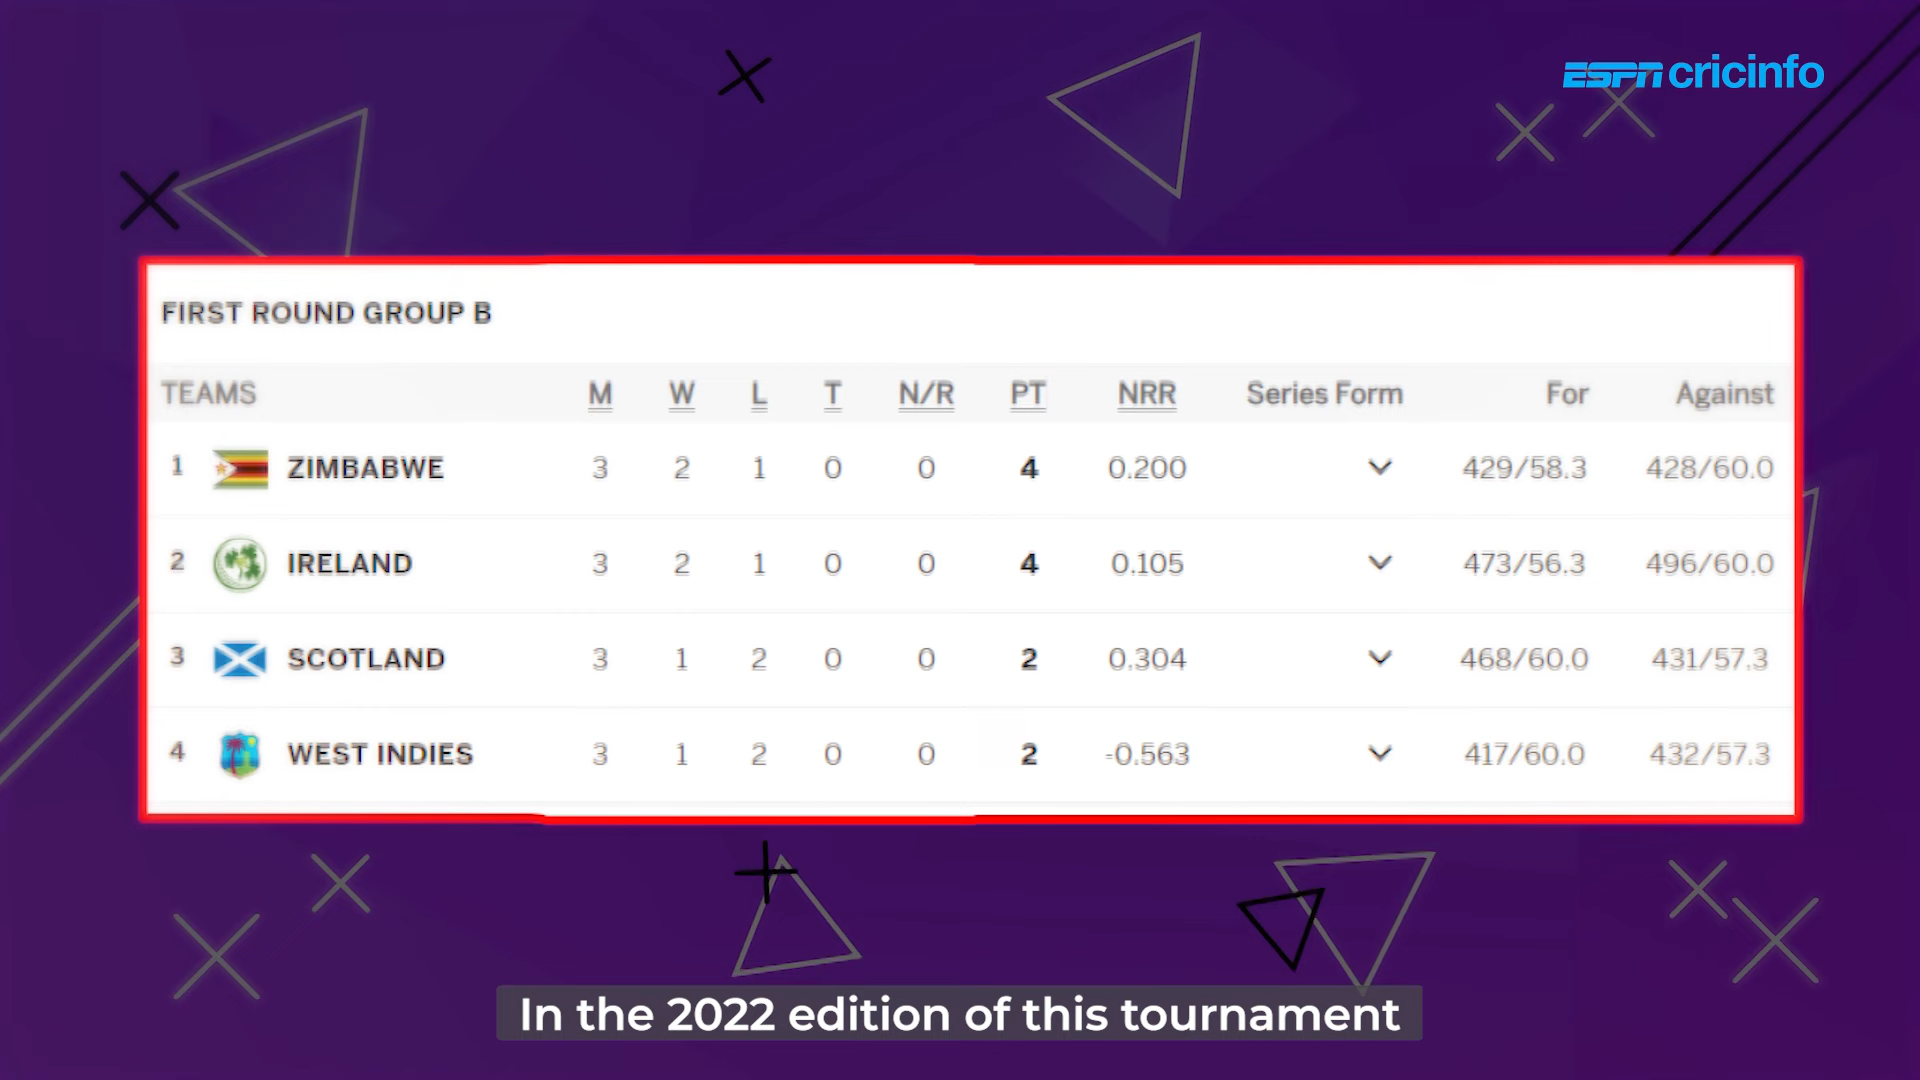 ESPN cricinfo
FIRST ROUND GROUP B
TEAMS M W L T N/R PT NRR Series Form For Against
1 ZIMBABWE 3 2 1 0 0 4 0.200 429/58.3 428/60.0
2 IRELAND 3 2 1 0 0 4 0.105 473/56.3 496/60.0
3 SCOTLAND 3 1 2 0 0 2 0.304 468/60.0 431/57.3
4 WEST INDIES 3 1 2 0 0 2 -0.563 417/60.0 432/57.3
In the 2022 edition of this tournament